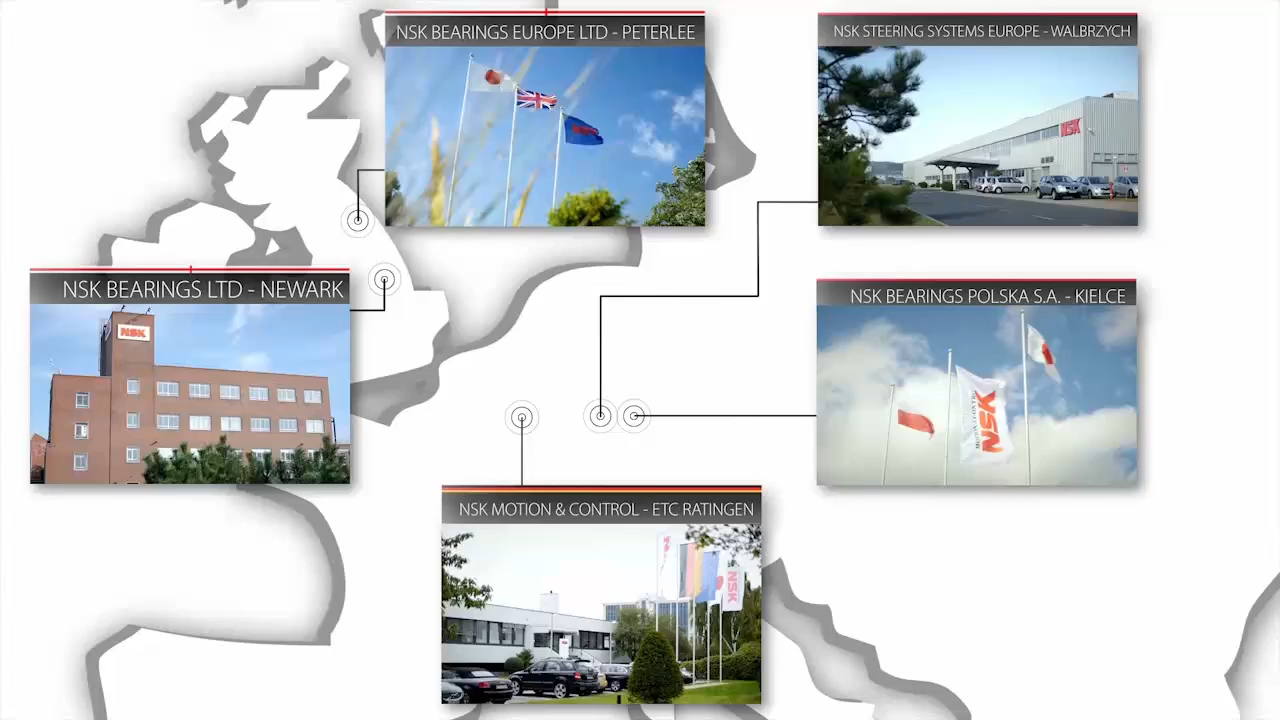 NSK BEARINGS EUROPE LTD - PETERLEE
NSK STEERING SYSTEMS EUROPE - WALBRZYCH
NSK
NSK BEARINGS LTD - NEWARK
NSK
NSK BEARINGS POLSKA S.A. - KIELCE
NSK
NSK MOTION & CONTROL - ETC RATINGEN
NSK